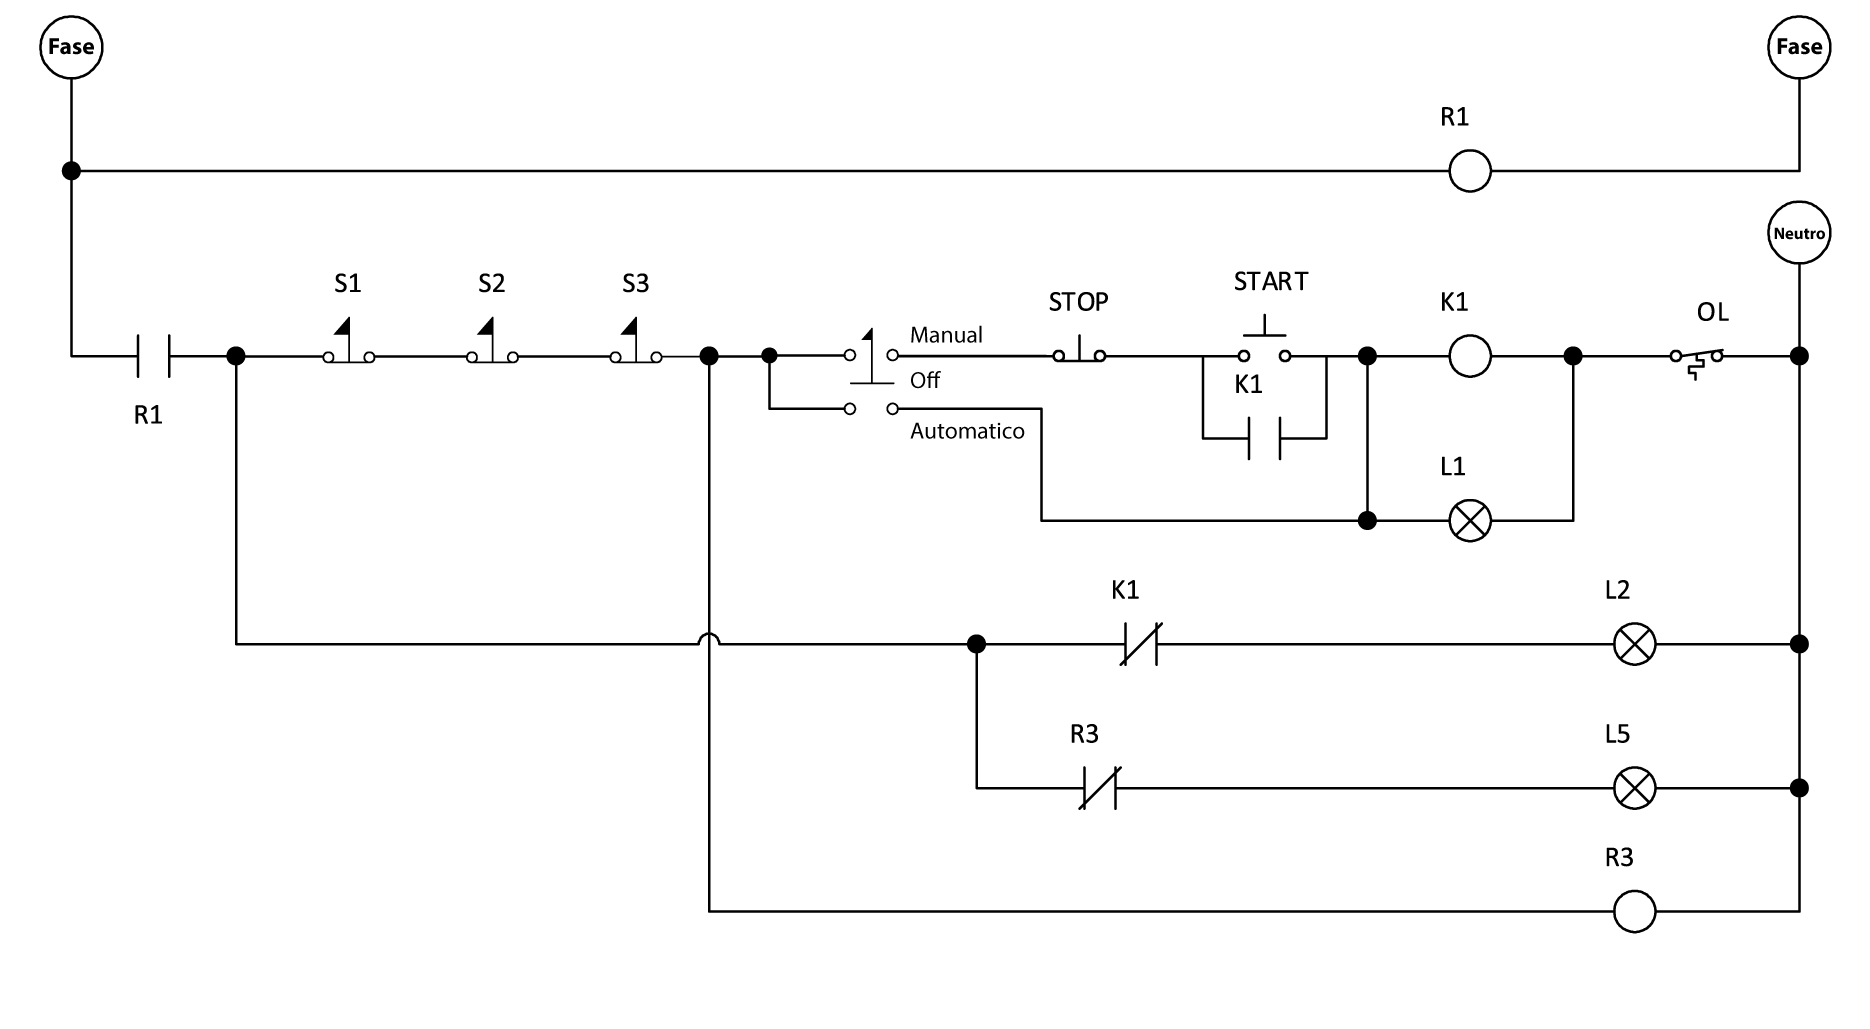 Fase
Fase
R1
Neutro
S1
S2
S3
START
STOP
K1
OL
Manual
Off
Automatico
K1
R1
L1
K1
L2
R3
L5
R3